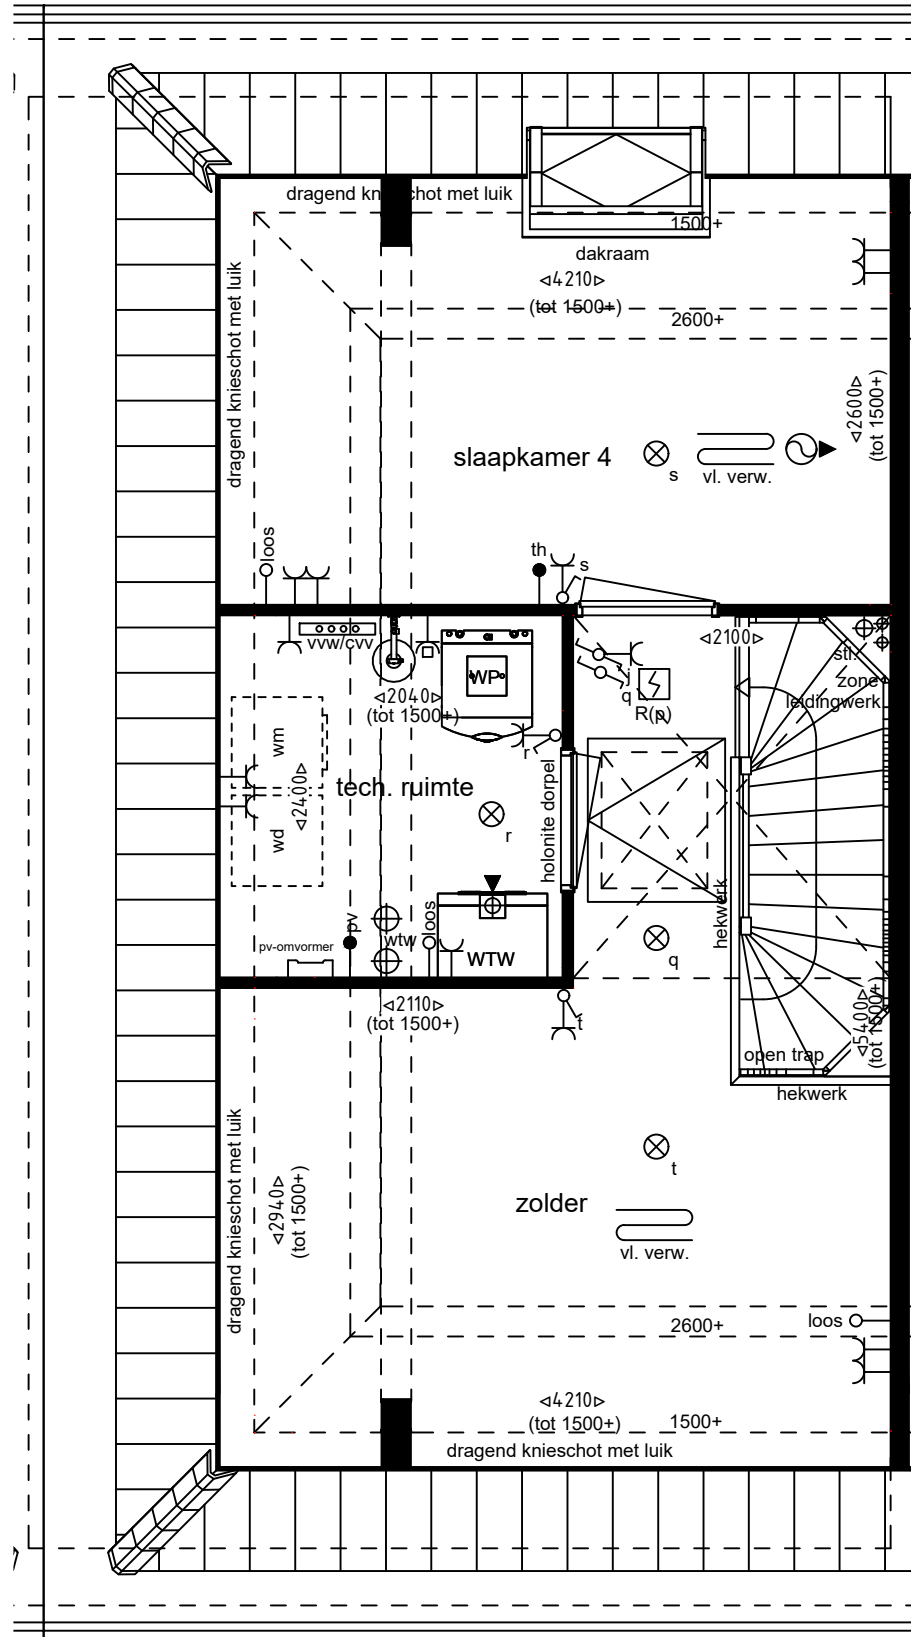 dragend knieschot met luik
1500+
dakraam
◃4210▹
(tot 1500+)
2600+
dragend knieschot met luik
◃2600▹
(tot 1500+)
slaapkamer 4
s
vl. verw.
loos
th
s
vvw/cvv
◃2100▹
stl.
zone
leidingwerk
WP
q
i
R(p)
◃2040▹
(tot 1500+)
r
wm
◃2400▹
tech. ruimte
wd
r
holonite dorpel
hekwerk
q
pv
pv-omvormer
wtw
loos
WTW
◃2110▹
(tot 1500+)
t
◃5400▹
(tot 1500+)
open trap
hekwerk
dragend knieschot met luik
◃2940▹
(tot 1500+)
t
zolder
vl. verw.
2600+
loos
◃4210▹
(tot 1500+)
1500+
dragend knieschot met luik